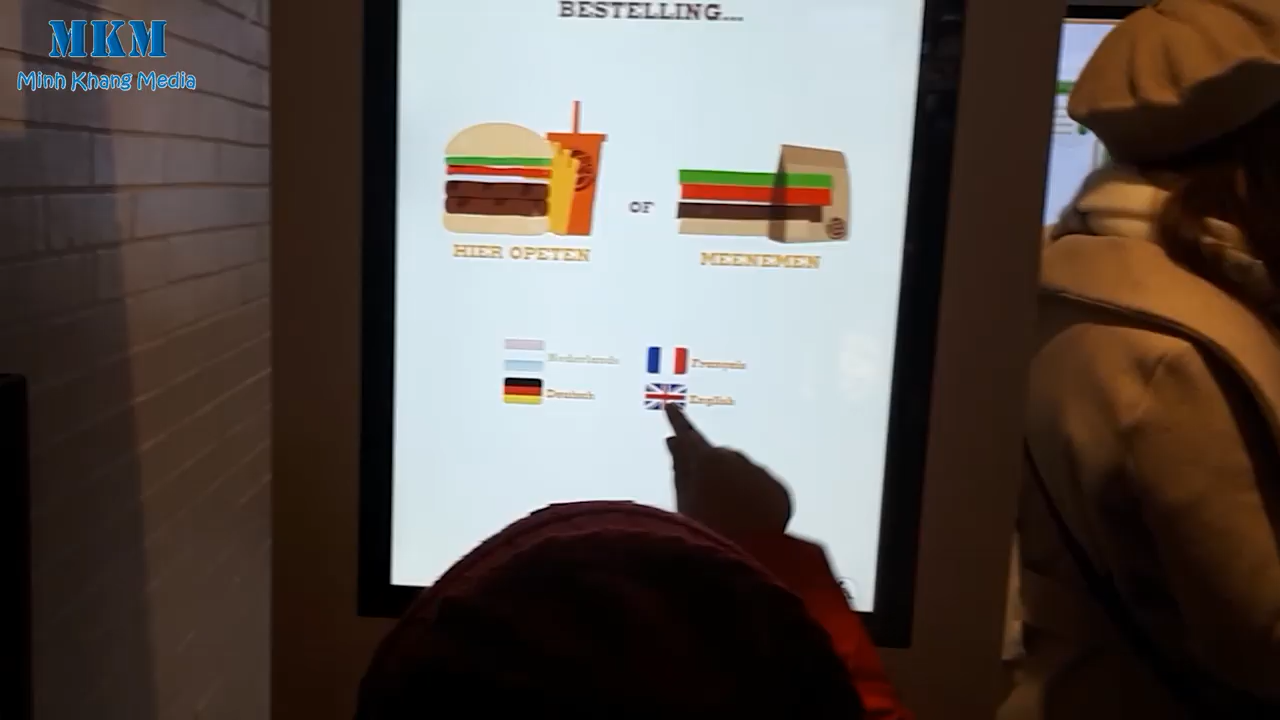 MKM
Minh Khang Media
BESTELLING...
OF
HIER OPETEN
MEENEMEN
Nederlands
Français
Deutsch
English